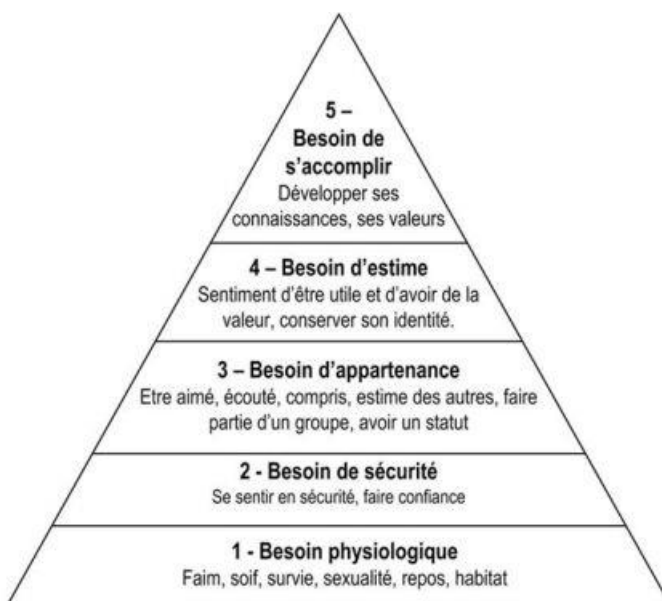 5 –
Besoin de
s’accomplir
Développer ses
connaissances, ses valeurs
4 – Besoin d’estime
Sentiment d’être utile et d’avoir de la
valeur, conserver son identité.
3 – Besoin d’appartenance
Etre aimé, écouté, compris, estime des autres, faire
partie d’un groupe, avoir un statut
2 - Besoin de sécurité
Se sentir en sécurité, faire confiance
1 - Besoin physiologique
Faim, soif, survie, sexualité, repos, habitat